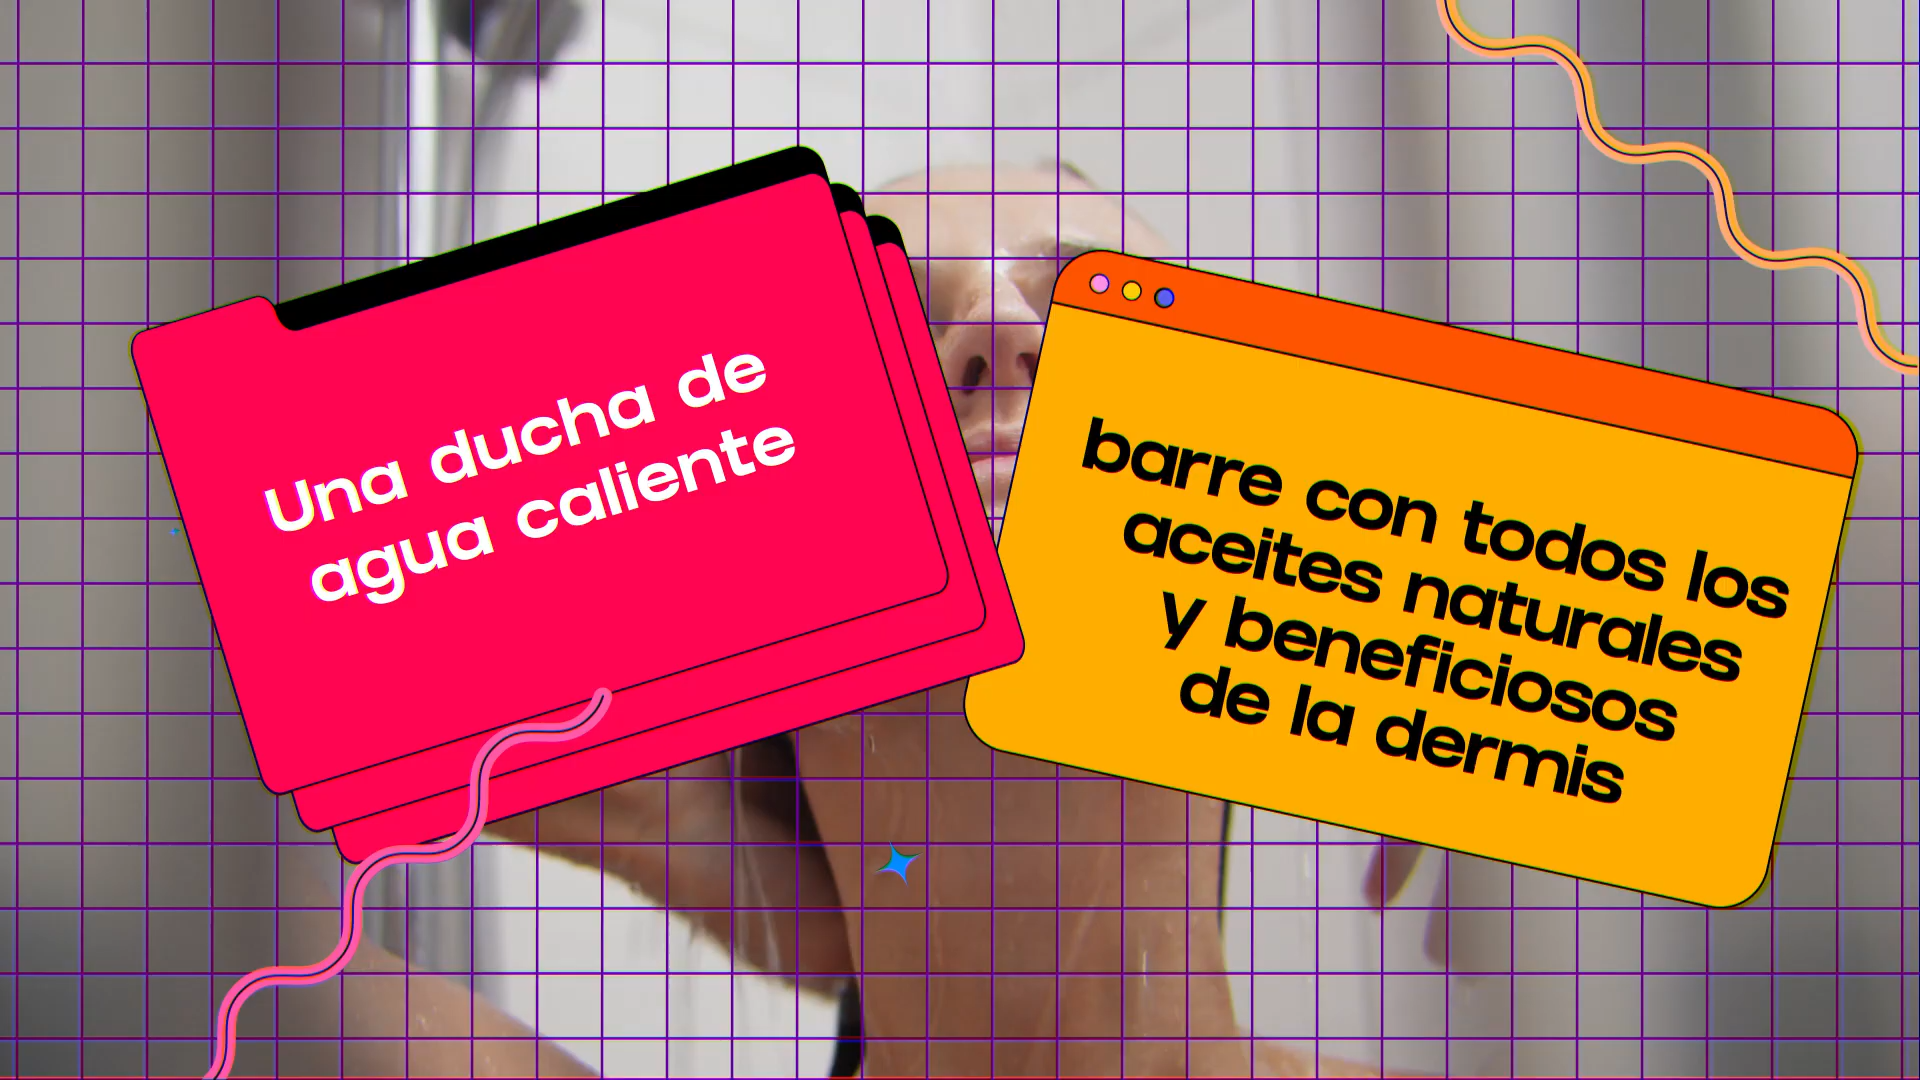 Una ducha de
agua caliente
barre con todos los
aceites naturales
y beneficiosos
de la dermis